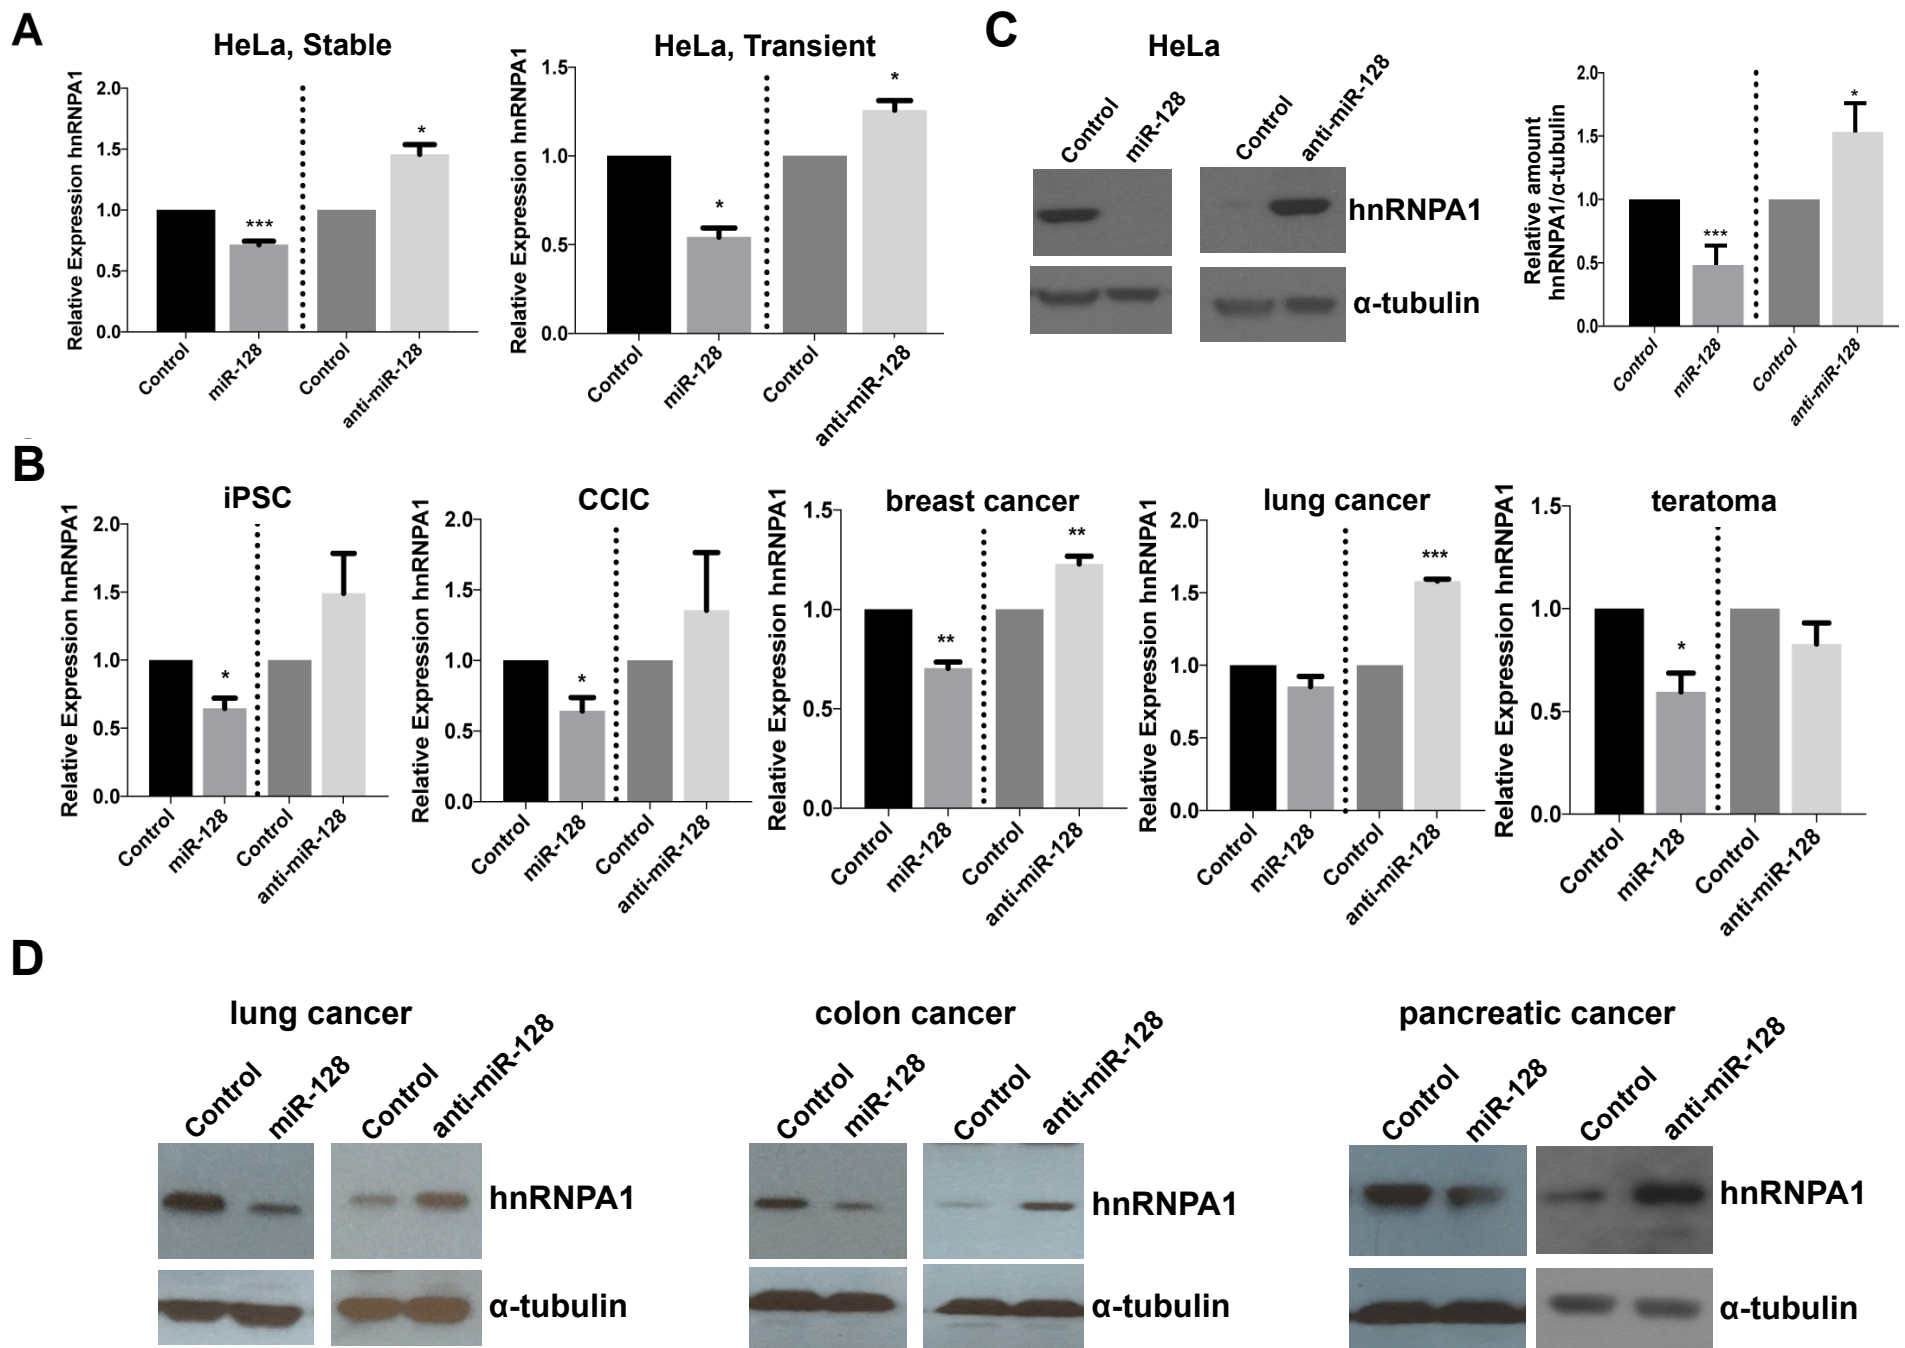 A
HeLa, Stable
Relative Expression hnRNPA1
2.0
1.5
1.0
0.5
0.0
***
*
Control
miR-128
Control
anti-miR-128
HeLa, Transient
Relative Expression hnRNPA1
1.5
1.0
0.5
0.0
*
*
Control
miR-128
Control
anti-miR-128
C
HeLa
Control
miR-128
Control
anti-miR-128
hnRNPA1
α-tubulin
Relative amount
hnRNPA1/α-tubulin
2.0
1.5
1.0
0.5
0.0
***
*
Control
miR-128
Control
anti-miR-128
B
iPSC
Relative Expression hnRNPA1
2.0
1.5
1.0
0.5
0.0
*
Control
miR-128
Control
anti-miR-128
CCIC
Relative Expression hnRNPA1
2.0
1.5
1.0
0.5
0.0
*
Control
miR-128
Control
anti-miR-128
breast cancer
Relative Expression hnRNPA1
1.5
1.0
0.5
0.0
**
**
Control
miR-128
Control
anti-miR-128
lung cancer
Relative Expression hnRNPA1
2.0
1.5
1.0
0.5
0.0
***
Control
miR-128
Control
anti-miR-128
teratoma
Relative Expression hnRNPA1
1.5
1.0
0.5
0.0
*
Control
miR-128
Control
anti-miR-128
D
lung cancer
Control
miR-128
Control
anti-miR-128
hnRNPA1
α-tubulin
colon cancer
Control
miR-128
Control
anti-miR-128
hnRNPA1
α-tubulin
pancreatic cancer
Control
miR-128
Control
anti-miR-128
hnRNPA1
α-tubulin